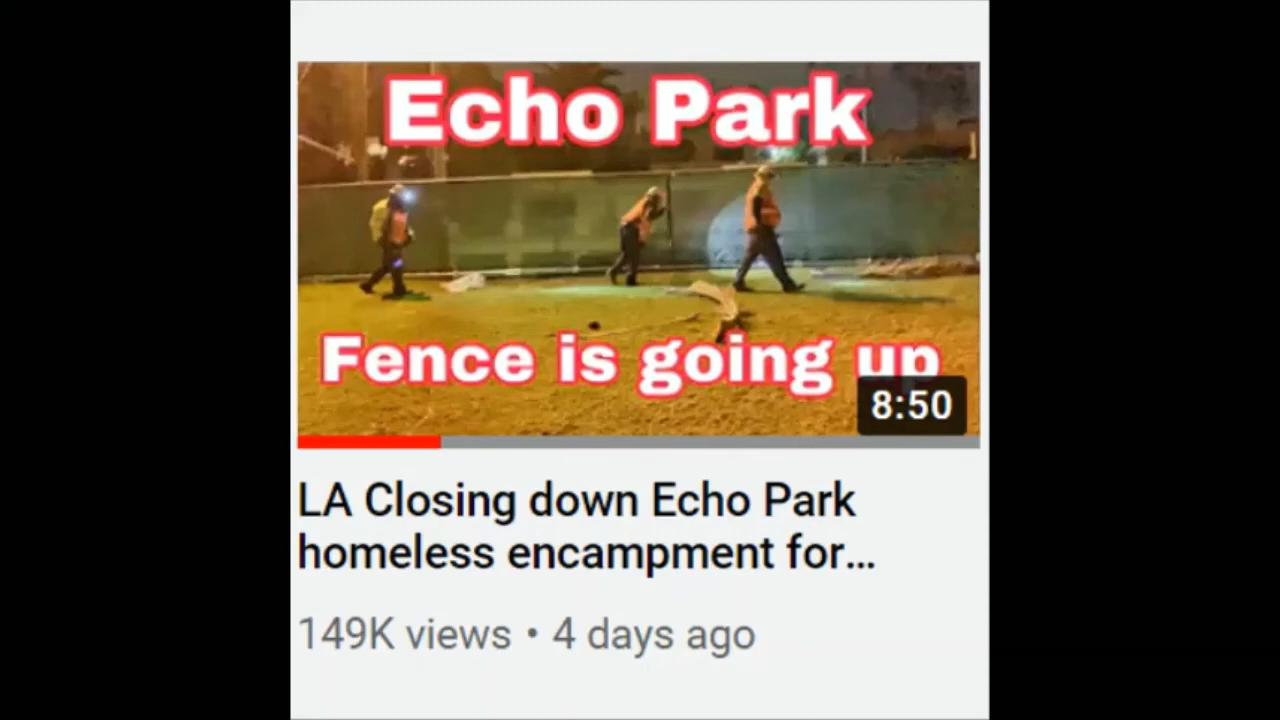 Echo Park
Fence is going up
8:50
LA Closing down Echo Park
homeless encampment for…
149K views • 4 days ago